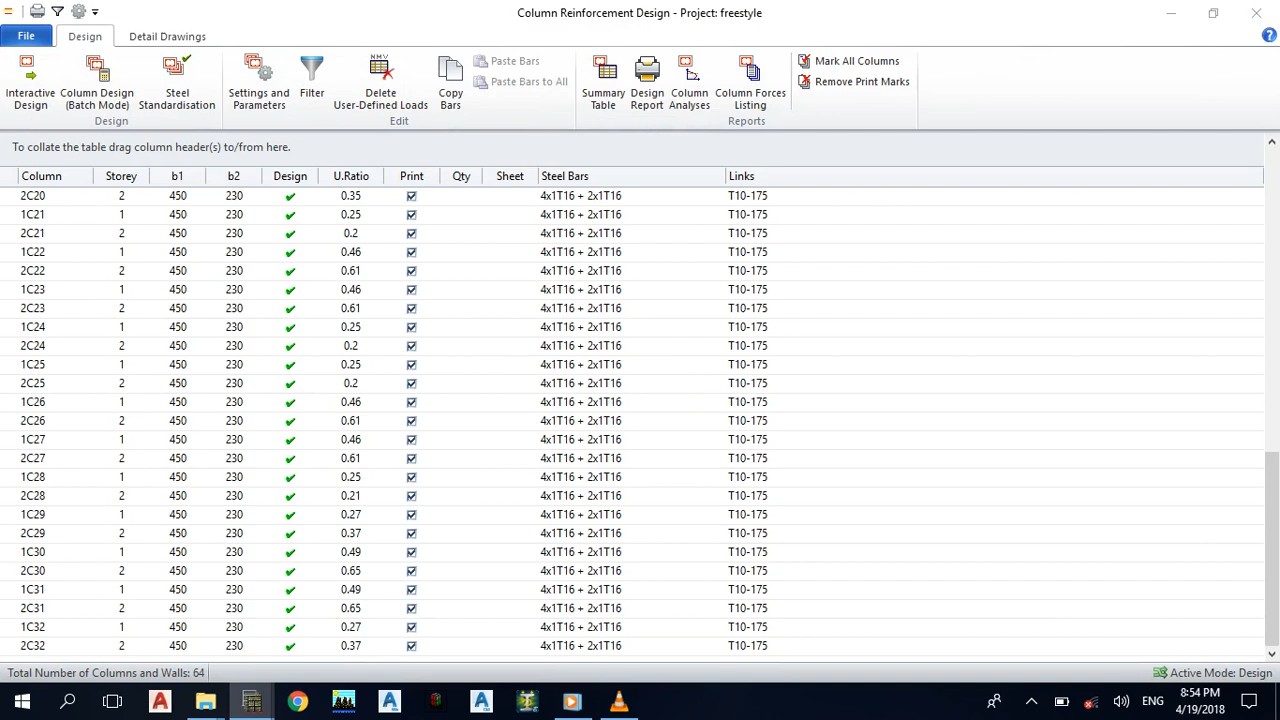 Column Reinforcement Design - Project: freestyle
File Design Detail Drawings
Interactive Design
Column Design (Batch Mode)
Steel Standardisation
Design
Settings and Parameters
Filter
NMV
Delete User-Defined Loads
Copy Bars
Paste Bars
Paste Bars to All
Edit
Summary Table
Design Report
Column Analyses
Column Forces Listing
Mark All Columns
Remove Print Marks
Reports
To collate the table drag column header(s) to/from here.
Column Storey b1 b2 Design U.Ratio Print Qty Sheet Steel Bars Links
2C20 2 450 230 0.35 4x1T16 + 2x1T16 T10-175
1C21 1 450 230 0.25 4x1T16 + 2x1T16 T10-175
2C21 2 450 230 0.2 4x1T16 + 2x1T16 T10-175
1C22 1 450 230 0.46 4x1T16 + 2x1T16 T10-175
2C22 2 450 230 0.61 4x1T16 + 2x1T16 T10-175
1C23 1 450 230 0.46 4x1T16 + 2x1T16 T10-175
2C23 2 450 230 0.61 4x1T16 + 2x1T16 T10-175
1C24 1 450 230 0.25 4x1T16 + 2x1T16 T10-175
2C24 2 450 230 0.2 4x1T16 + 2x1T16 T10-175
1C25 1 450 230 0.25 4x1T16 + 2x1T16 T10-175
2C25 2 450 230 0.2 4x1T16 + 2x1T16 T10-175
1C26 1 450 230 0.46 4x1T16 + 2x1T16 T10-175
2C26 2 450 230 0.61 4x1T16 + 2x1T16 T10-175
1C27 1 450 230 0.46 4x1T16 + 2x1T16 T10-175
2C27 2 450 230 0.61 4x1T16 + 2x1T16 T10-175
1C28 1 450 230 0.25 4x1T16 + 2x1T16 T10-175
2C28 2 450 230 0.21 4x1T16 + 2x1T16 T10-175
1C29 1 450 230 0.27 4x1T16 + 2x1T16 T10-175
2C29 2 450 230 0.37 4x1T16 + 2x1T16 T10-175
1C30 1 450 230 0.49 4x1T16 + 2x1T16 T10-175
2C30 2 450 230 0.65 4x1T16 + 2x1T16 T10-175
1C31 1 450 230 0.49 4x1T16 + 2x1T16 T10-175
2C31 2 450 230 0.65 4x1T16 + 2x1T16 T10-175
1C32 1 450 230 0.27 4x1T16 + 2x1T16 T10-175
2C32 2 450 230 0.37 4x1T16 + 2x1T16 T10-175
Total Number of Columns and Walls: 64
Active Mode: Design
ENG
8:54 PM
4/19/2018